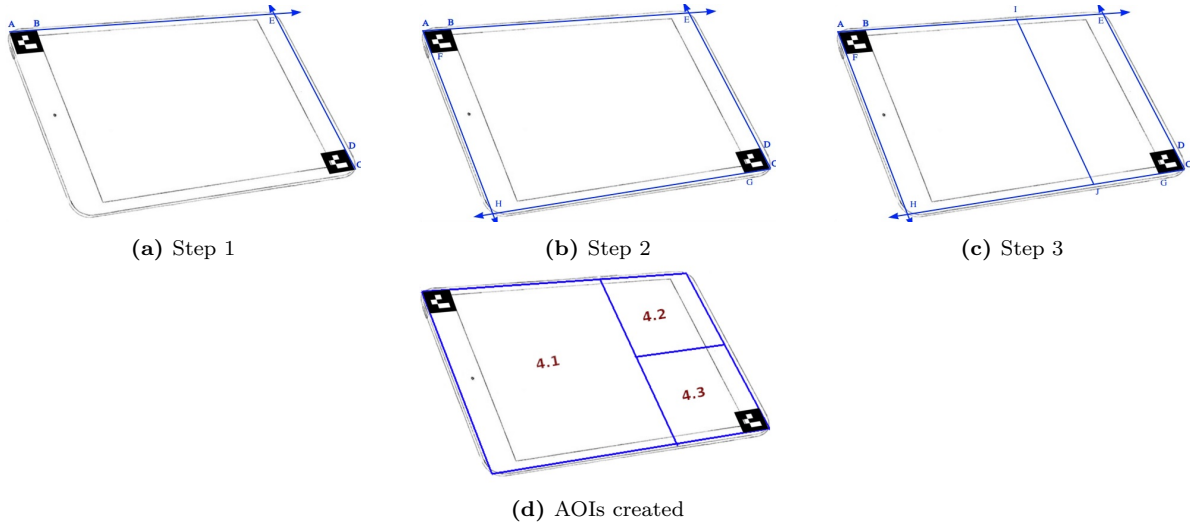 A B E
D
C
(a) Step 1
A B E
F
D
C
G
H
(b) Step 2
I
A B E
F
D
C
G
J
H
(c) Step 3
4.2
4.1
4.3
(d) AOIs created